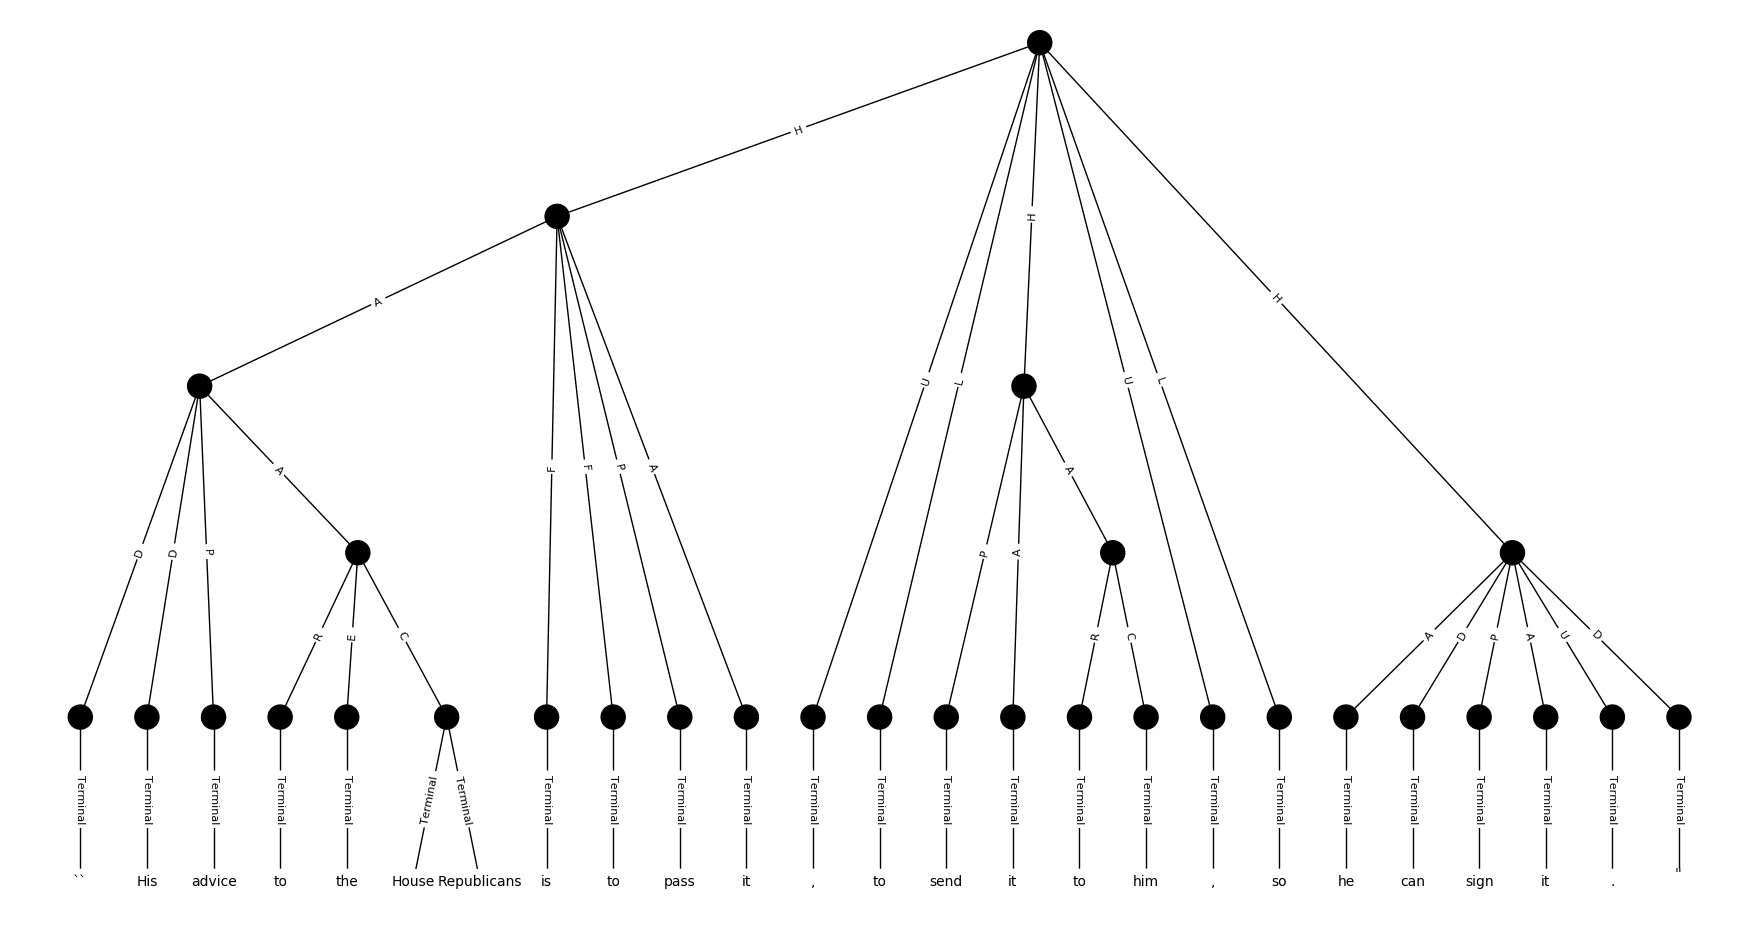 H
A H
U L U L H
D D P A F F P A P A A
R E C R C A D P A U D
Terminal Terminal Terminal Terminal Terminal Terminal Terminal Terminal Terminal Terminal Terminal Terminal Terminal Terminal Terminal Terminal Terminal Terminal Terminal Terminal Terminal Terminal Terminal Terminal Terminal
`` His advice to the House Republicans is to pass it , to send it to him , so he can sign it . "